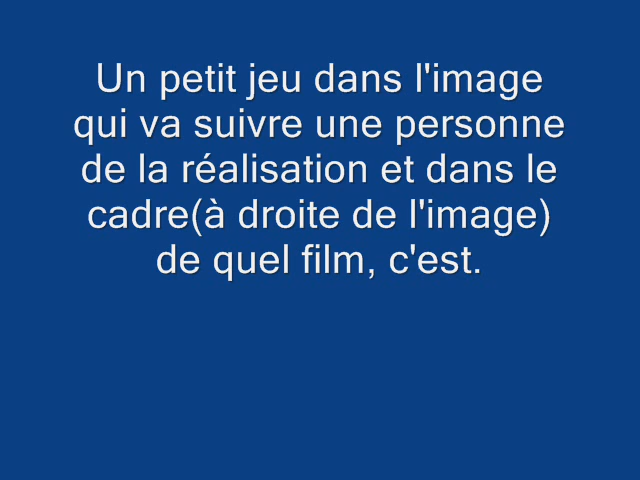 Un petit jeu dans l'image
qui va suivre une personne
de la réalisation et dans le
cadre(à droite de l'image)
de quel film, c'est.